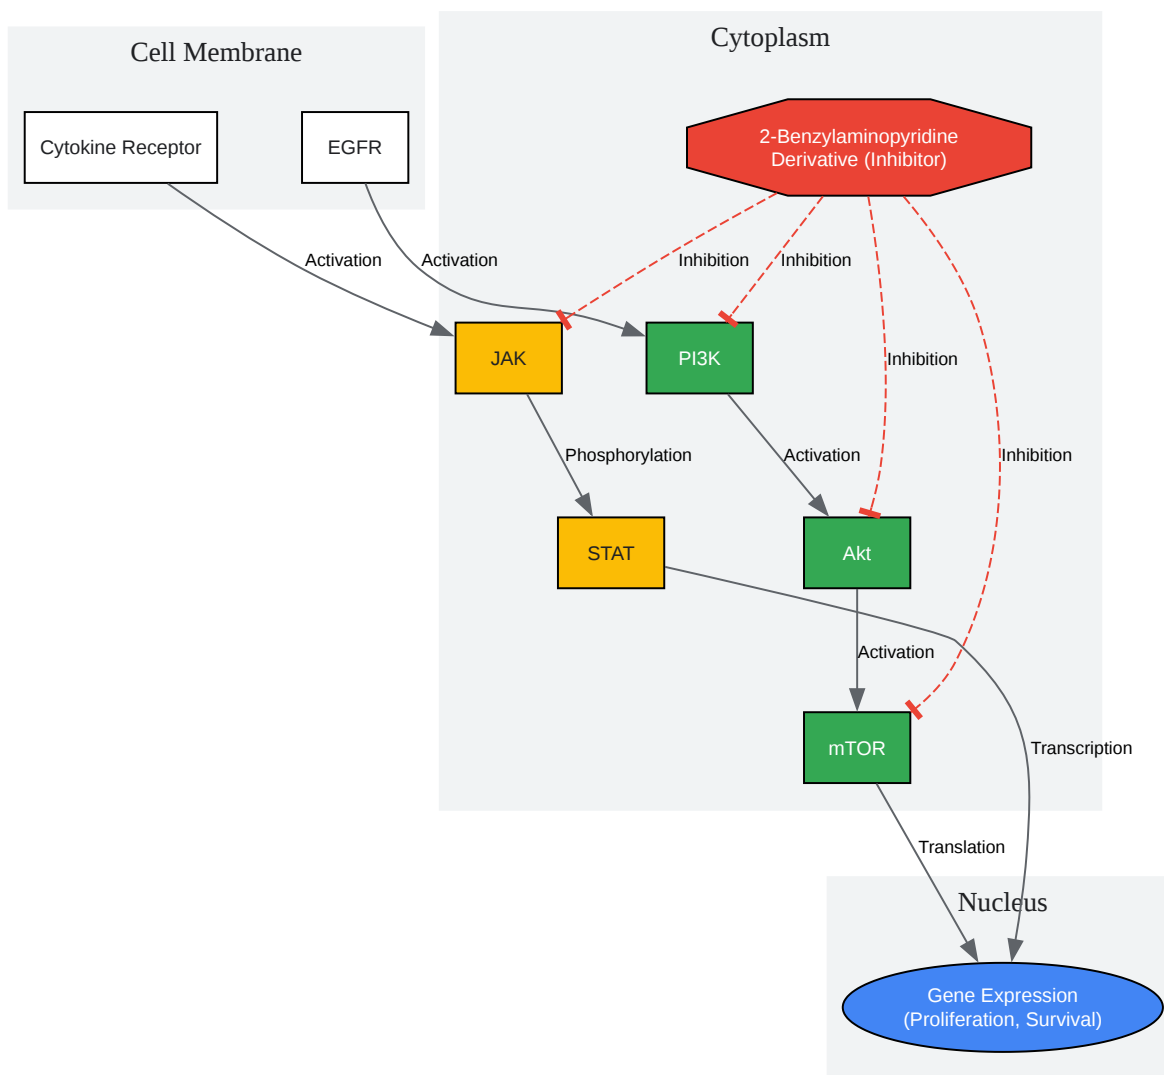 Cell Membrane
Cytoplasm
Cytokine Receptor
EGFR
2-Benzylaminopyridine
Derivative (Inhibitor)
Activation
Activation
Inhibition
Inhibition
JAK
PI3K
Inhibition
Phosphorylation
Activation
Inhibition
STAT
Akt
Activation
mTOR
Transcription
Translation
Nucleus
Gene Expression
(Proliferation, Survival)